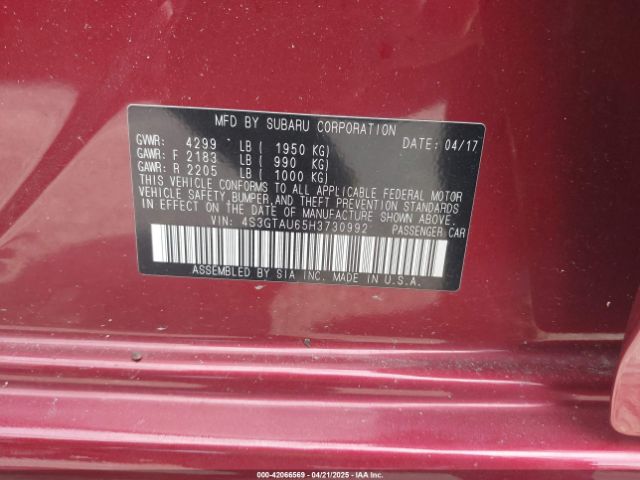 MFD BY SUBARU CORPORATION
GVWR: 4299 LB ( 1950 KG) DATE: 04/17
GAWR: F 2183 LB ( 990 KG)
GAWR: R 2205 LB ( 1000 KG)
THIS VEHICLE CONFORMS TO ALL APPLICABLE FEDERAL MOTOR
VEHICLE SAFETY, BUMPER, AND THEFT PREVENTION STANDARDS
IN EFFECT ON THE DATE OF MANUFACTURE SHOWN ABOVE.
VIN: 4S3GTAU65H3730992 PASSENGER CAR
ASSEMBLED BY SIA INC. MADE IN U.S.A.
000-42066569 - 04/21/2025 - IAAI.COM